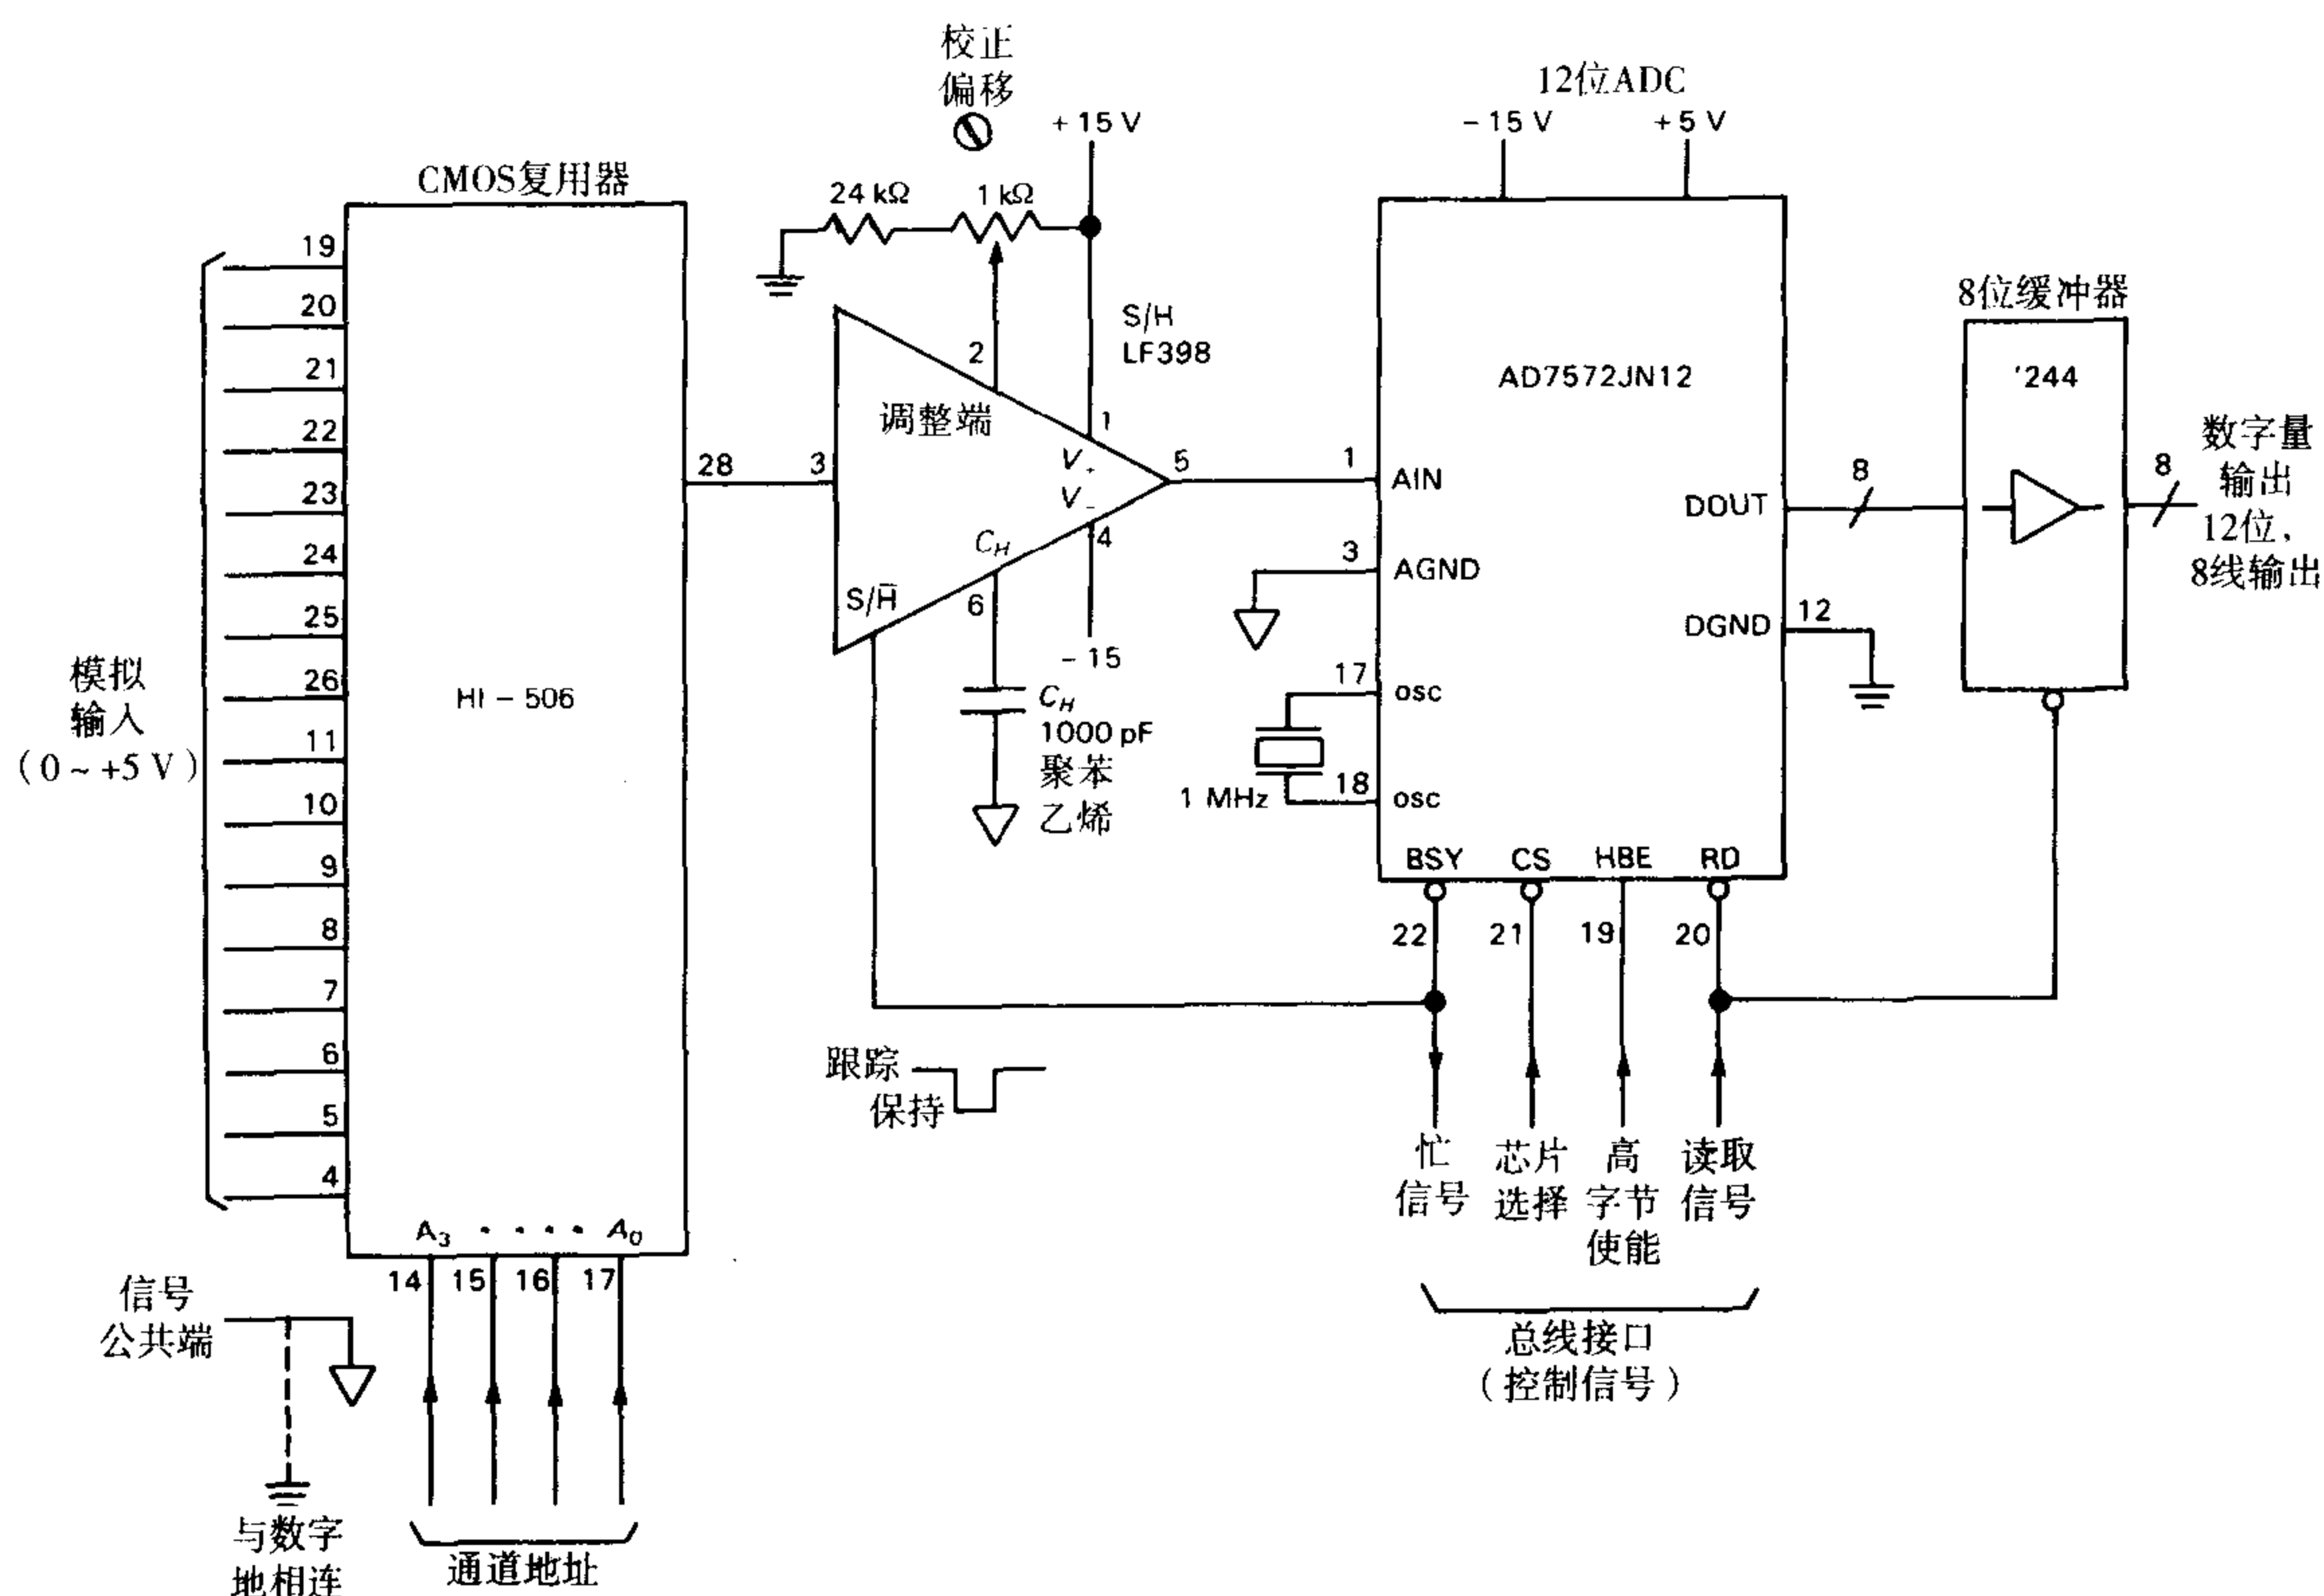 校正
偏移
+ 15 V
12位ADC
- 15 V
+ 5 V
CMOS复用器
24 kΩ
1 kΩ
8位缓冲器
'244
S/H
LF398
AD7572JN12
19
20
21
22
23
24
25
26
11
10
9
8
7
6
5
4
模拟
输入
(0 ~ +5 V)
HI - 506
28
3
2
调整端
1
V+
V-
5
4
- 15
S/H̅
C_H
6
C_H
1000 pF
聚苯
乙烯
1
AIN
3
AGND
17
osc
18
osc
1 MHz
DOUT
8
8
DGND
12
数字量
输出
12位,
8线输出
BSY
CS
HBE
RD
22
21
19
20
跟踪
保持
忙
信号
芯片
选择
高
字节
使能
读取
信号
总线接口
(控制信号)
A₃ · · · · A₀
14
15
16
17
信号
公共端
与数字
地相连
通道地址